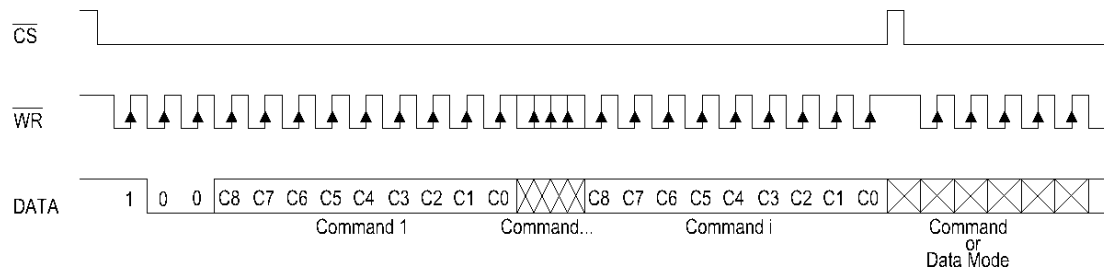 CS
WR
DATA 1 0 0 C8 C7 C6 C5 C4 C3 C2 C1 C0 C8 C7 C6 C5 C4 C3 C2 C1 C0
Command 1 Command... Command i Command
or
Data Mode